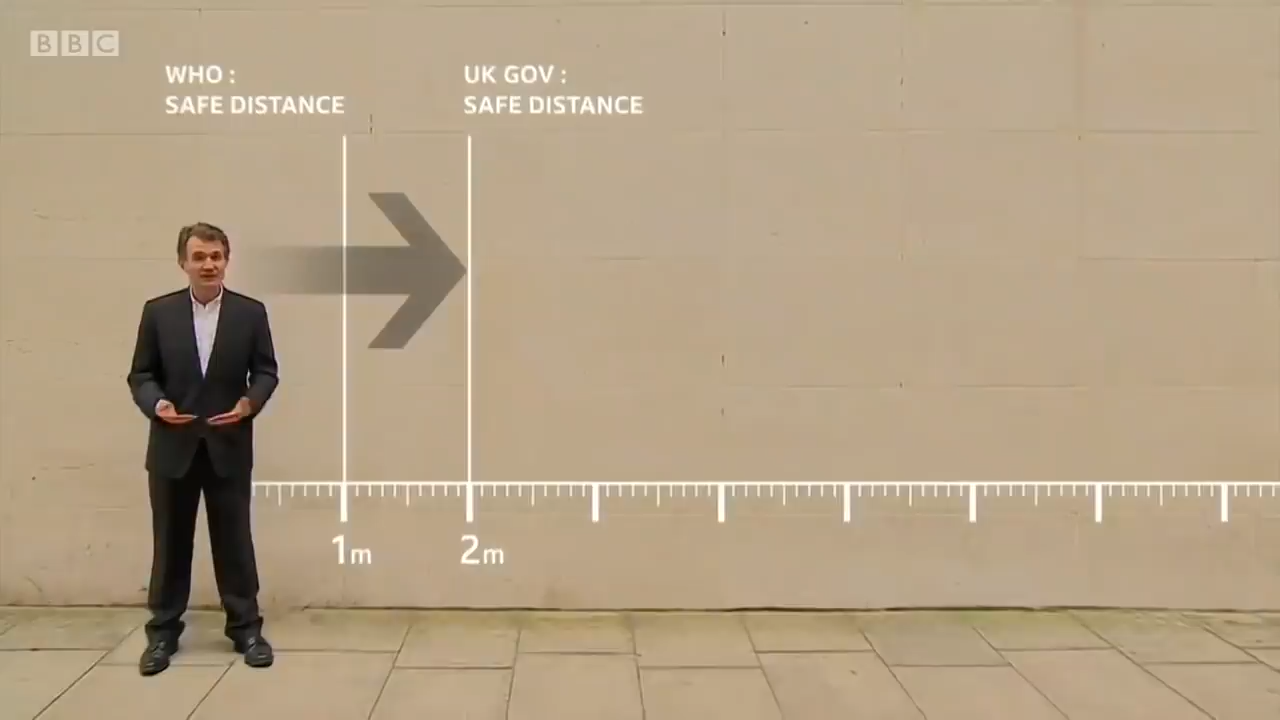 BBC
WHO :
SAFE DISTANCE
UK GOV :
SAFE DISTANCE
1m
2m